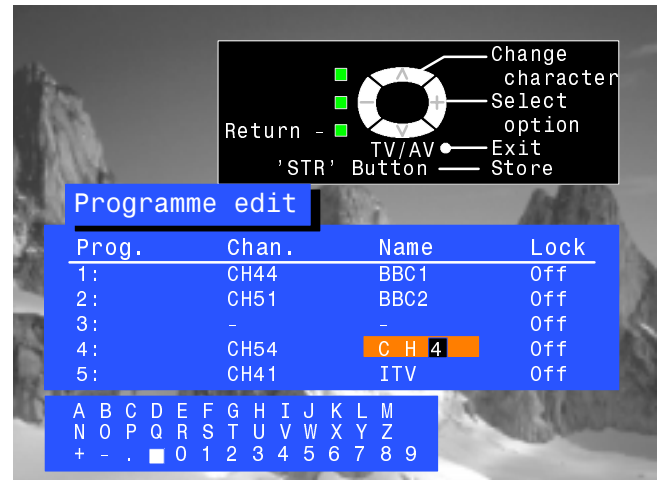 Change
character
Select
option
Return -
TV/AV Exit
'STR' Button Store
Programme edit
Prog. Chan. Name Lock
1: CH44 BBC1 Off
2: CH51 BBC2 Off
3: - - Off
4: CH54 C H 4 Off
5: CH41 ITV Off
A B C D E F G H I J K L M
N O P Q R S T U V W X Y Z
+ - . 0 1 2 3 4 5 6 7 8 9